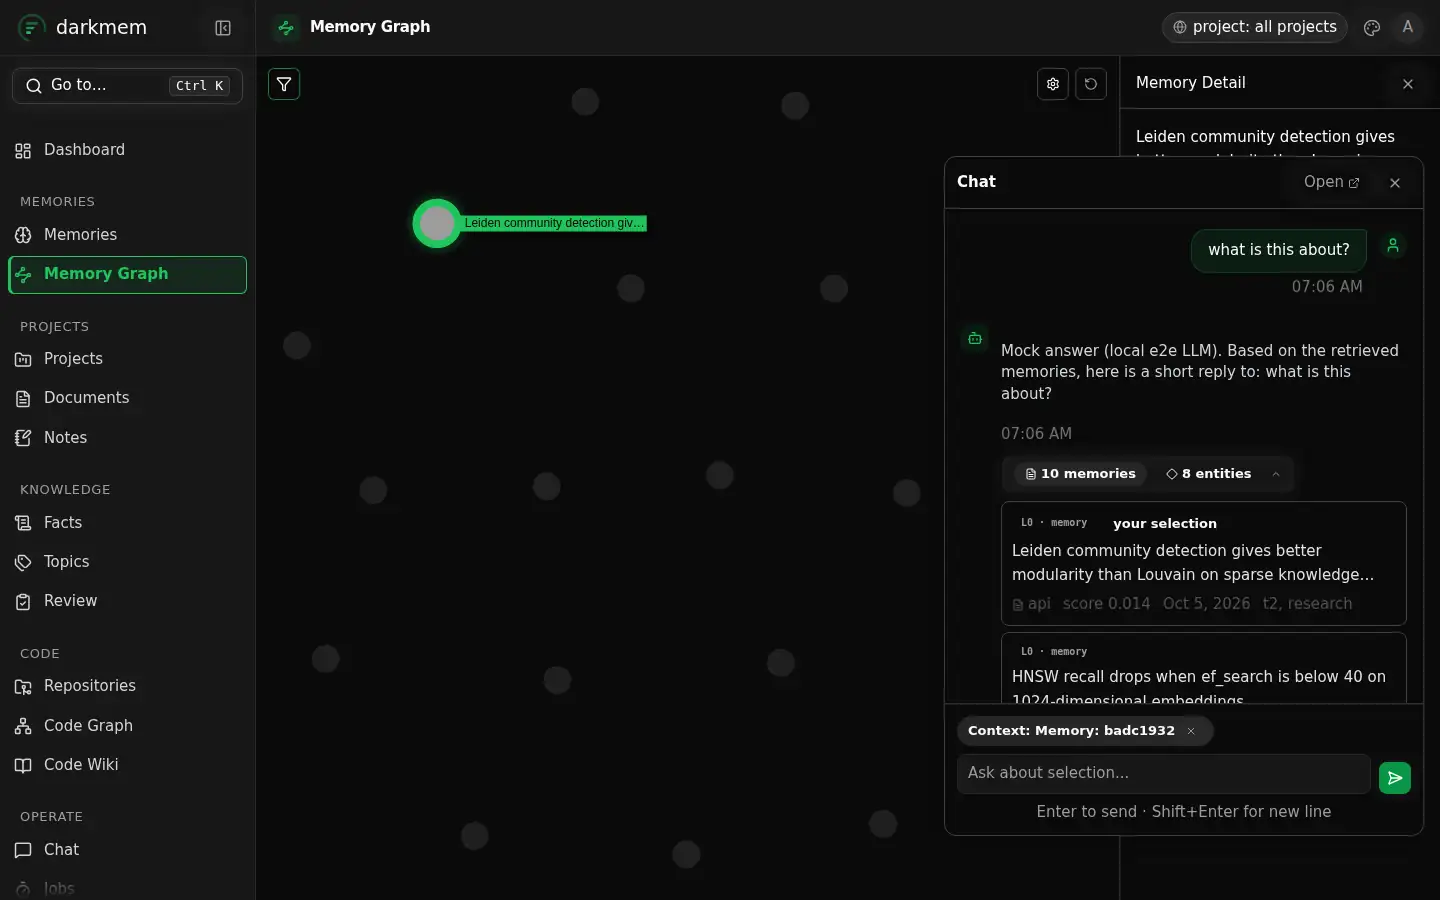 darkmem
Go to...
Ctrl K
Dashboard
MEMORIES
Memories
Memory Graph
PROJECTS
Projects
Documents
Notes
KNOWLEDGE
Facts
Topics
Review
CODE
Repositories
Code Graph
Code Wiki
OPERATE
Chat
Jobs
Memory Graph
project: all projects
A
Leiden community detection giv...
Memory Detail
Leiden community detection gives
Chat
Open
what is this about?
07:06 AM
Mock answer (local e2e LLM). Based on the retrieved
memories, here is a short reply to: what is this
about?
07:06 AM
10 memories
8 entities
L0 · memory
your selection
Leiden community detection gives better
modularity than Louvain on sparse knowledge...
api score 0.014 Oct 5, 2026 t2, research
L0 · memory
HNSW recall drops when ef_search is below 40 on
1024-dimensional embeddings
Context: Memory: badc1932
Ask about selection...
Enter to send · Shift+Enter for new line